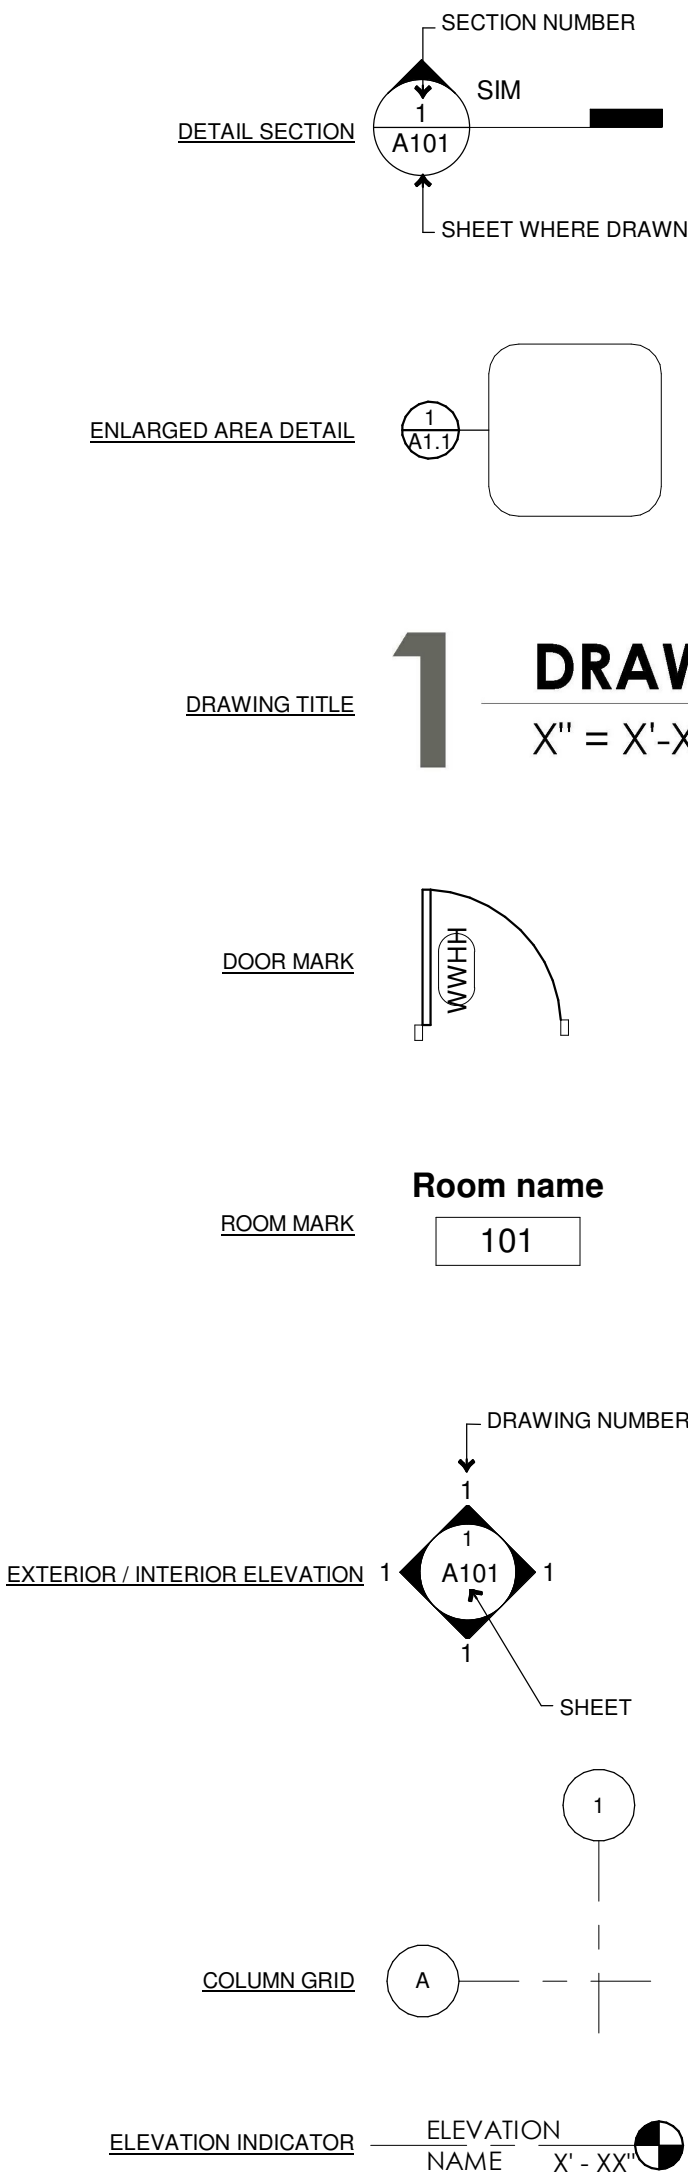 SECTION NUMBER
SIM
1
DETAIL SECTION
A101
SHEET WHERE DRAWN
ENLARGED AREA DETAIL
1
A1.1
DRAWING TITLE
1
DRAW
X" = X'-X
DOOR MARK
WWHH
Room name
ROOM MARK
101
DRAWING NUMBER
1
1
EXTERIOR / INTERIOR ELEVATION 1 A101 1
1
SHEET
1
COLUMN GRID
A
ELEVATION INDICATOR
ELEVATION
NAME X' - XX"